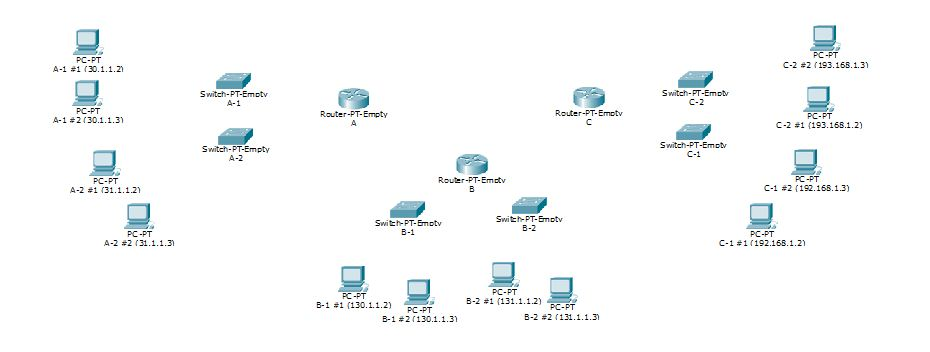 PC-PT
A-1 #1 (30.1.1.2)
PC-PT
A-1 #2 (30.1.1.3)
Switch-PT-Empty
A-1
Switch-PT-Empty
A-2
PC-PT
A-2 #1 (31.1.1.2)
PC-PT
A-2 #2 (31.1.1.3)
Router-PT-Empty
A
Router-PT-Empty
B
Switch-PT-Empty
B-1
Switch-PT-Empty
B-2
PC-PT
B-1 #1 (130.1.1.2)
PC-PT
B-1 #2 (130.1.1.3)
PC-PT
B-2 #1 (131.1.1.2)
PC-PT
B-2 #2 (131.1.1.3)
Router-PT-Empty
C
Switch-PT-Empty
C-2
Switch-PT-Empty
C-1
PC-PT
C-2 #2 (193.168.1.3)
PC-PT
C-2 #1 (193.168.1.2)
PC-PT
C-1 #2 (192.168.1.3)
PC-PT
C-1 #1 (192.168.1.2)